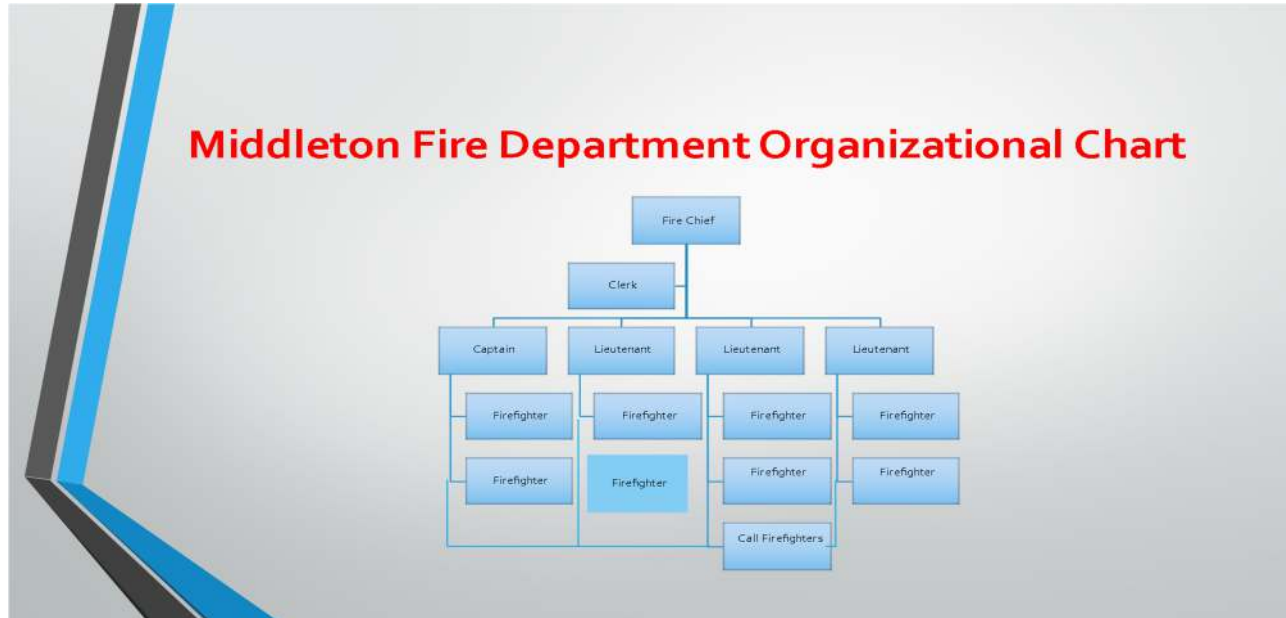 Middleton Fire Department Organizational Chart
Fire Chief
Clerk
Captain
Lieutenant
Lieutenant
Lieutenant
Firefighter
Firefighter
Firefighter
Firefighter
Firefighter
Firefighter
Firefighter
Firefighter
Call Firefighters